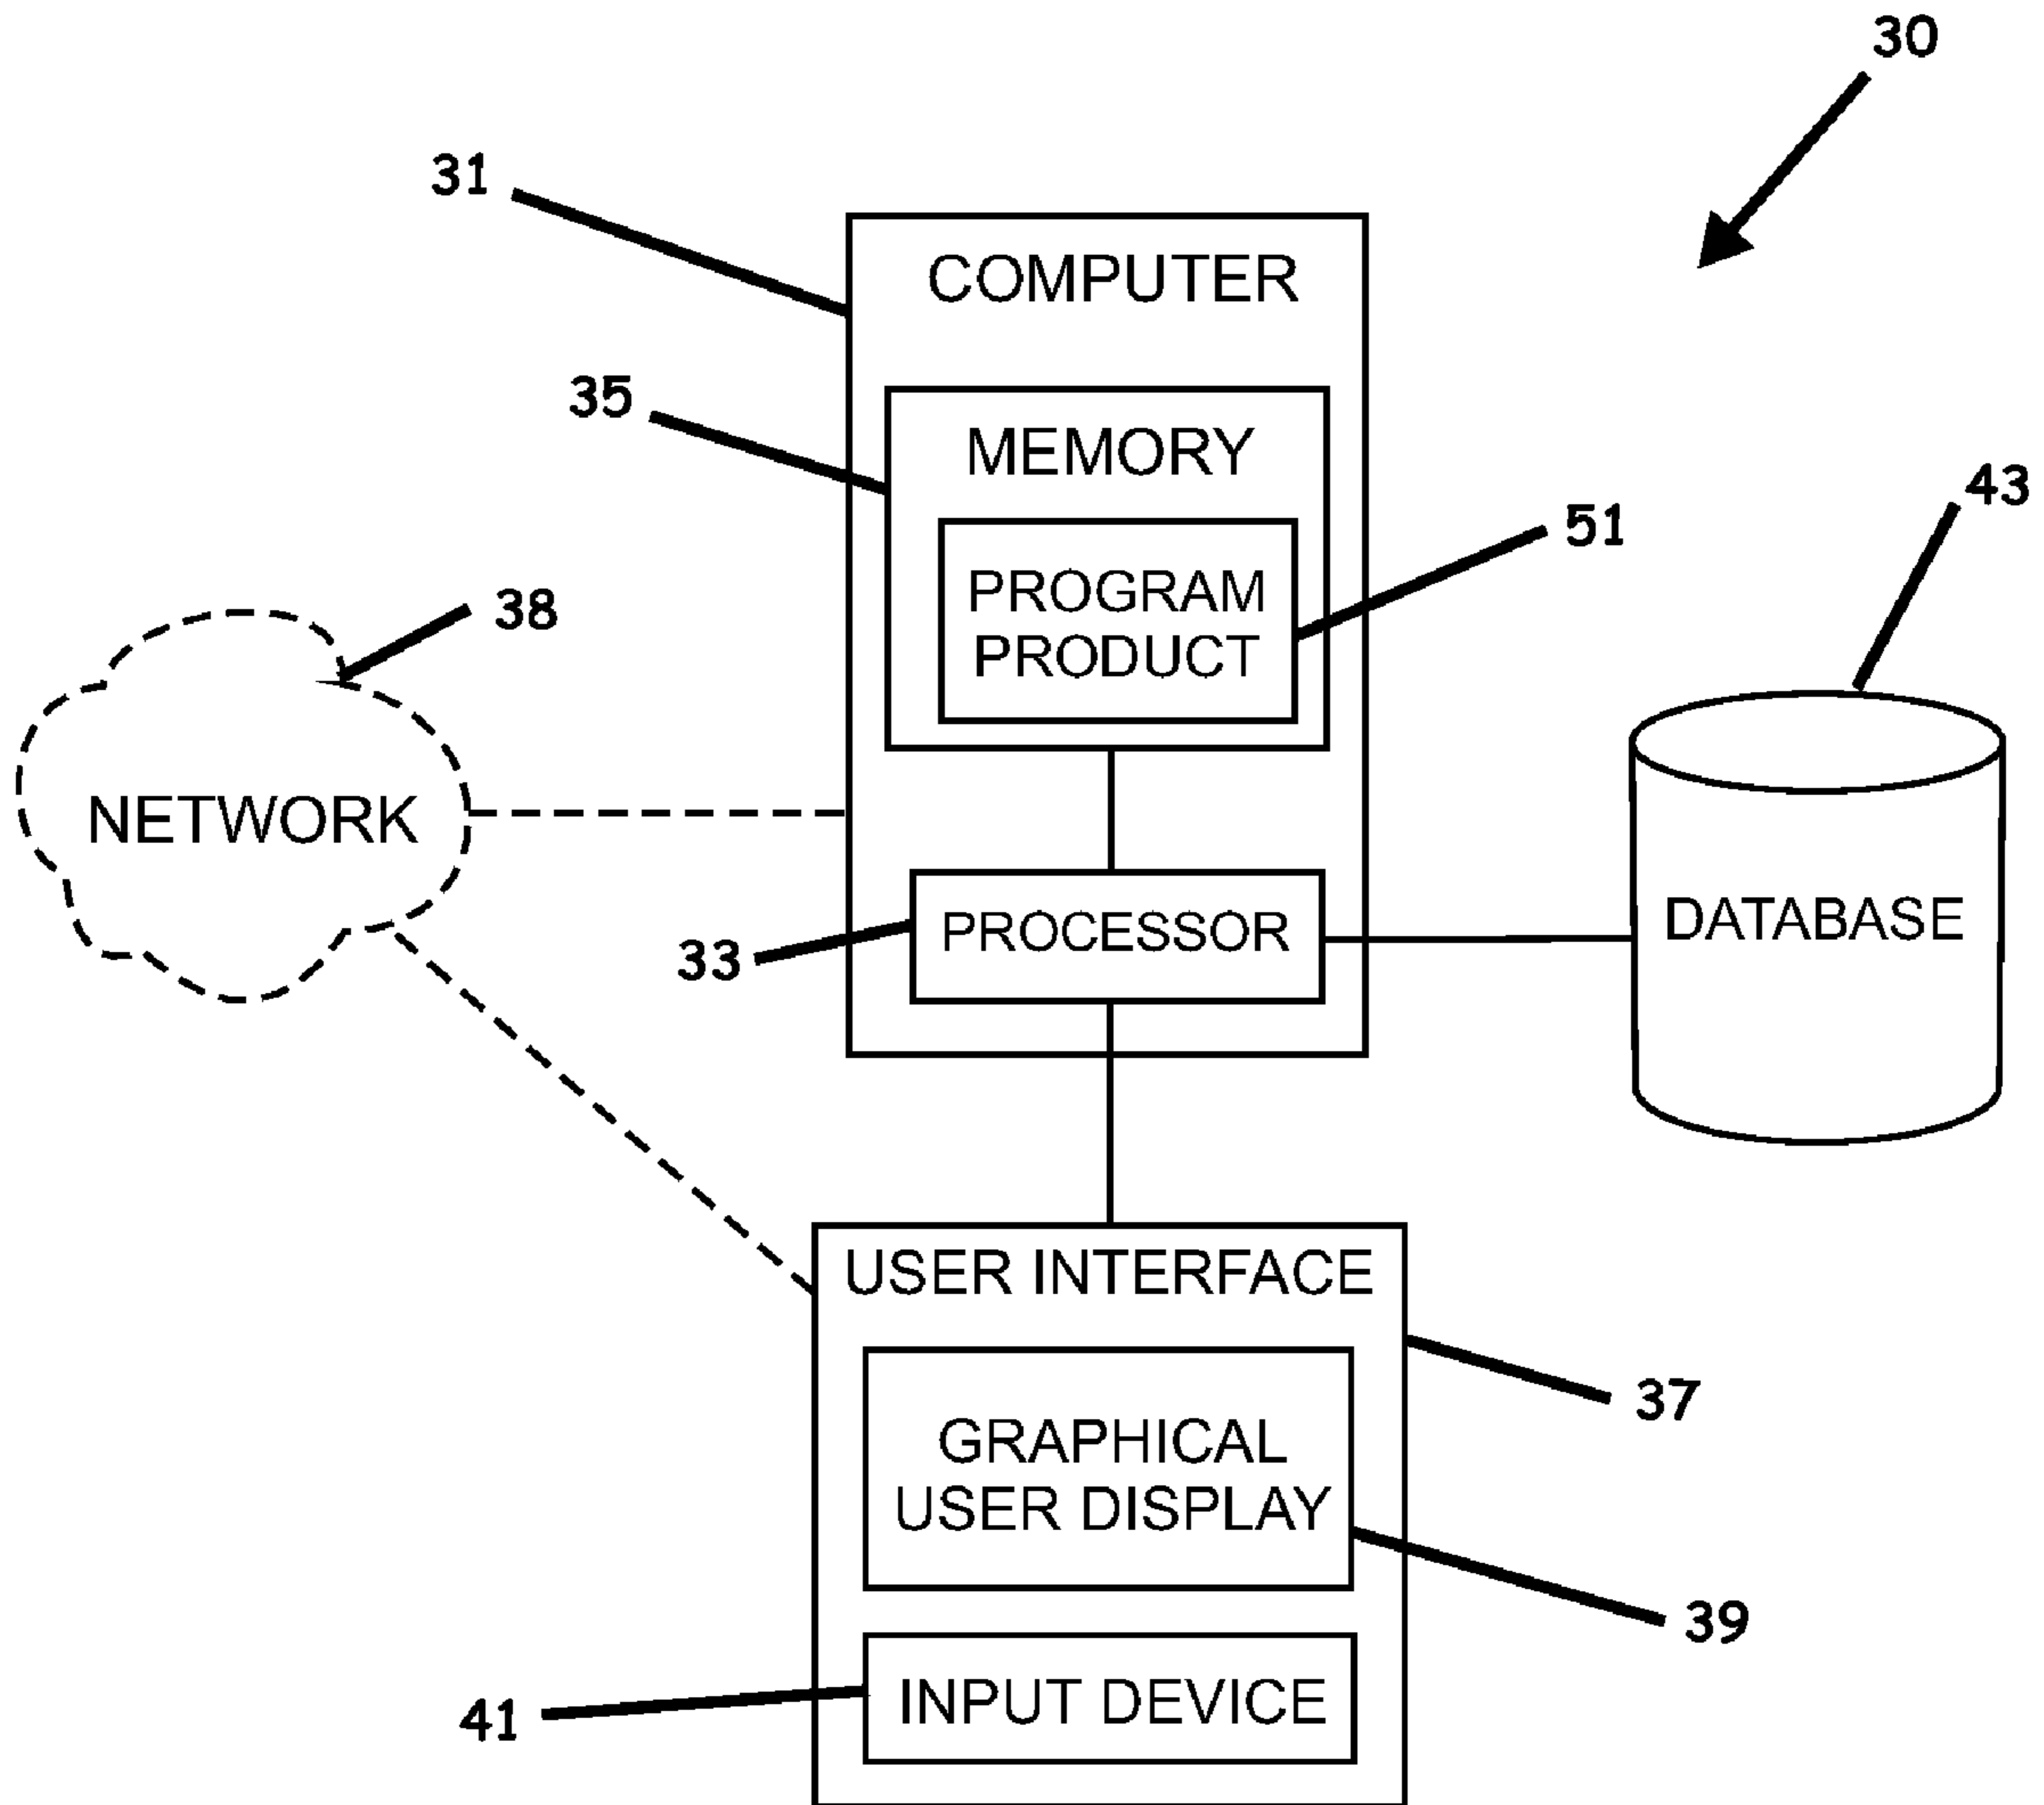 30
31
COMPUTER
35
MEMORY
43
51
PROGRAM
PRODUCT
38
NETWORK
DATABASE
PROCESSOR
33
USER INTERFACE
37
GRAPHICAL
USER DISPLAY
39
INPUT DEVICE
41